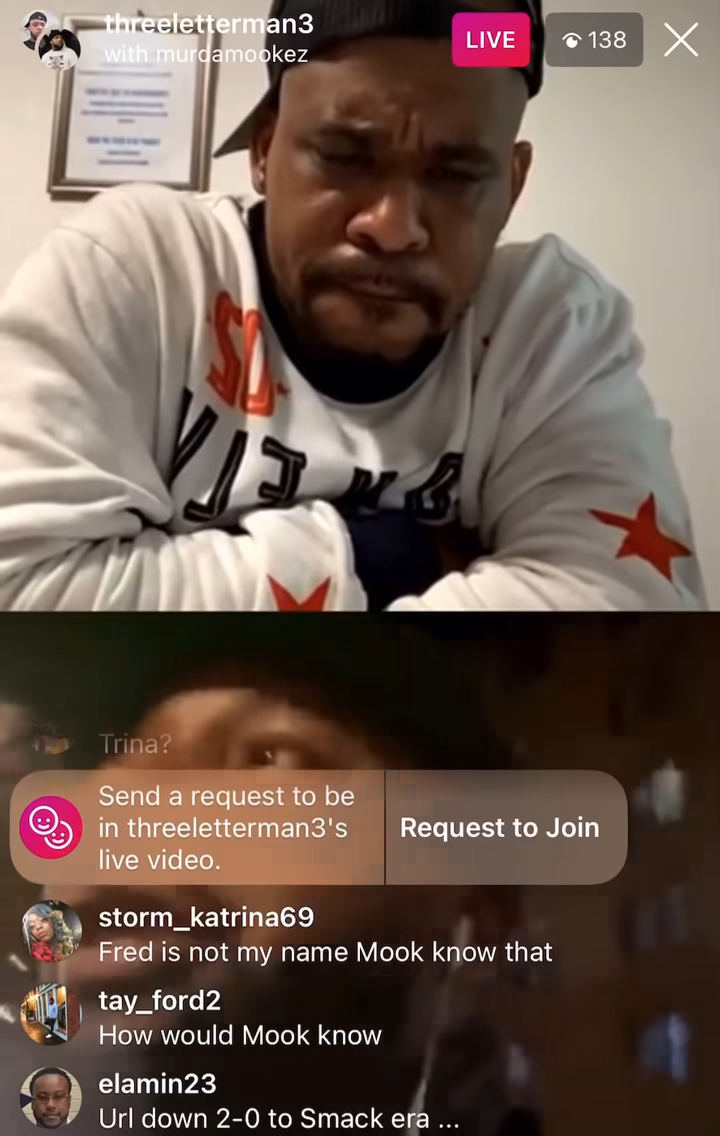 threeletterman3
with murdamookez
LIVE
138
Trina?
Send a request to be
in threeletterman3's
live video.
Request to Join
storm_katrina69
Fred is not my name Mook know that
tay_ford2
How would Mook know
elamin23
Url down 2-0 to Smack era ...